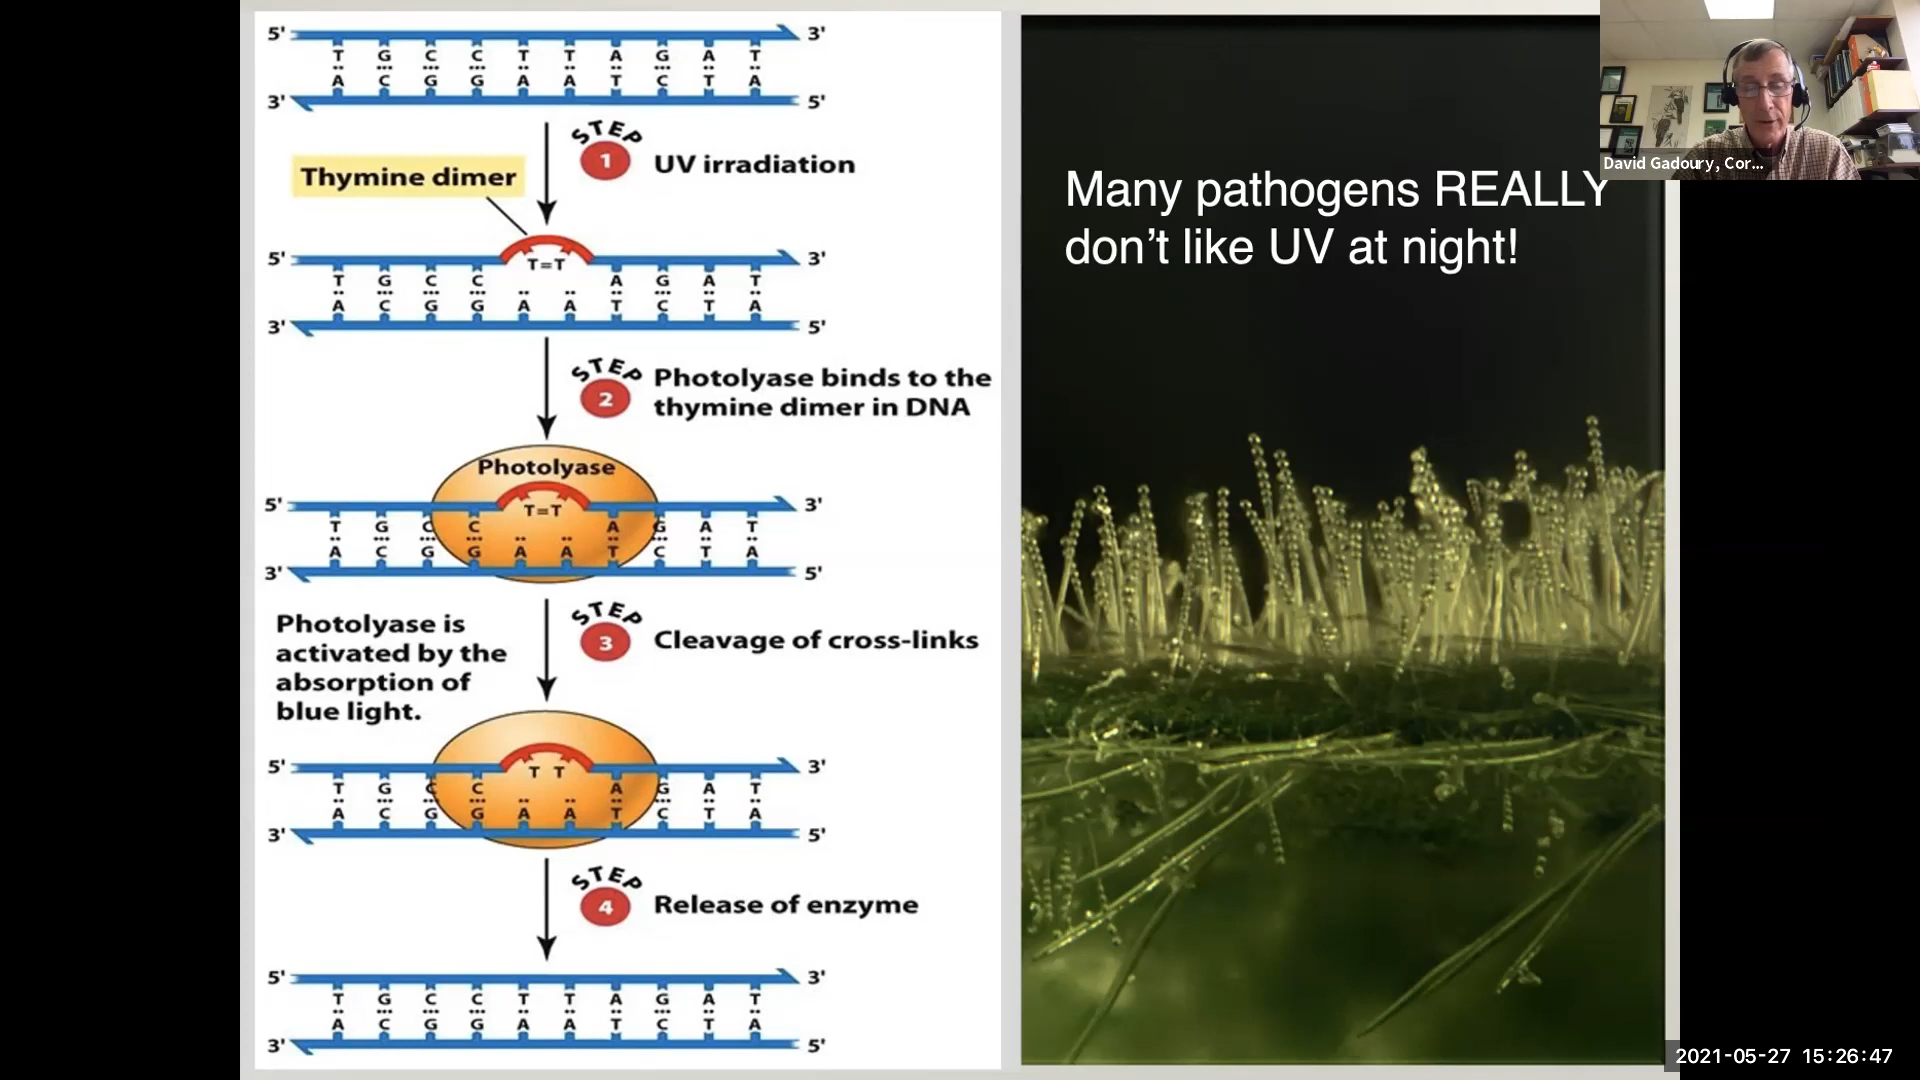 5' 3'
T G C C T T A G A T
A C G G A A T C T A
3' 5'
STEP
1
UV irradiation
Thymine dimer
5' 3'
T=T
T G C C A G A T
A C G G A A T C T A
3' 5'
STEP
2
Photolyase binds to the
thymine dimer in DNA
Photolyase
5' 3'
T=T
T G C C A G A T
A C G G A A T C T A
3' 5'
STEP
3
Cleavage of cross-links
Photolyase is
activated by the
absorption of
blue light.
5' 3'
T T
T G C C A G A T
A C G G A A T C T A
3' 5'
STEP
4
Release of enzyme
5' 3'
T G C C T T A G A T
A C G G A A T C T A
3' 5'
Many pathogens REALLY
don't like UV at night!
David Gadoury, Cor...
2021-05-27 15:26:47